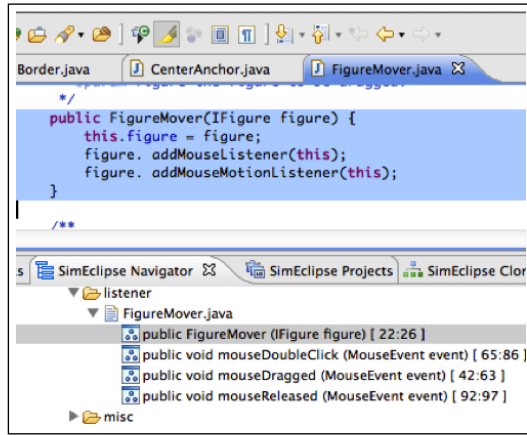 Border.java CenterAnchor.java FigureMover.java
*/
public FigureMover(IFigure figure) {
this.figure = figure;
figure. addMouseListener(this);
figure. addMouseMotionListener(this);
}
/**
s SimEclipse Navigator SimEclipse Projects SimEclipse Clor
listener
FigureMover.java
public FigureMover (IFigure figure) [ 22:26 ]
public void mouseDoubleClick (MouseEvent event) [ 65:86 ]
public void mouseDragged (MouseEvent event) [ 42:63 ]
public void mouseReleased (MouseEvent event) [ 92:97 ]
misc